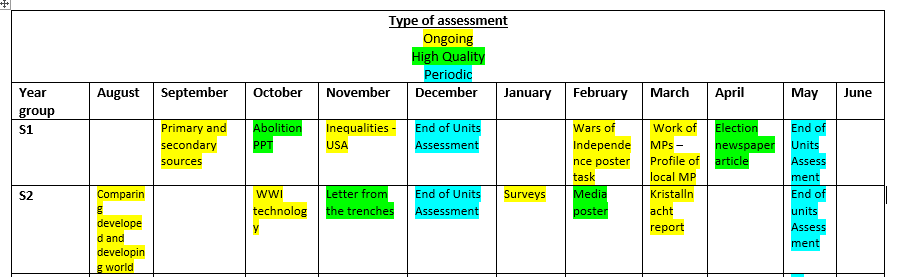 Type of assessment
Ongoing
High Quality
Periodic
Year group August September October November December January February March April May June
S1 Primary and secondary sources Abolition PPT Inequalities - USA End of Units Assessment Wars of Independence poster task Work of MPs – Profile of local MP Election newspaper article End of Units Assessment
S2 Comparing developed and developing world WWI technology Letter from the trenches End of Units Assessment Surveys Media poster Kristallnacht report End of units Assessment